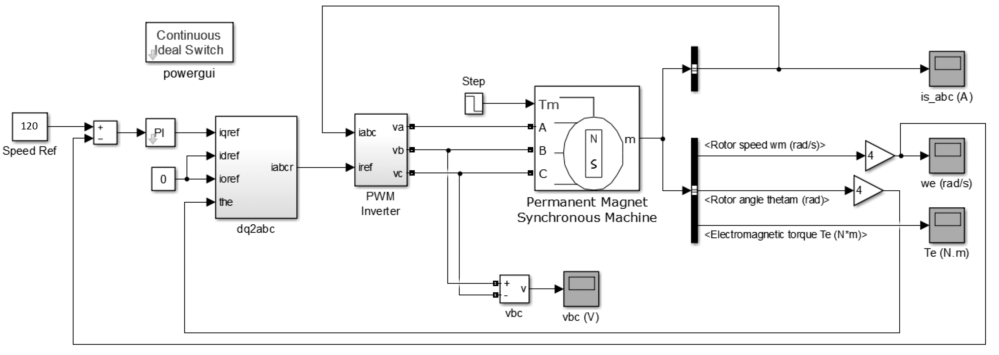 Continuous
Ideal Switch
powergui
Step
is_abc (A)
120
Speed Ref
+
−
PI
0
iqref
idref
ioref
the
iabcr
dq2abc
iabc
iref
va
vb
vc
PWM
Inverter
Tm
A
B
C
N
S
m
Permanent Magnet
Synchronous Machine
<Rotor speed wm (rad/s)>
4
we (rad/s)
<Rotor angle thetam (rad)>
4
<Electromagnetic torque Te (N*m)>
Te (N.m)
+
-
v
vbc
vbc (V)